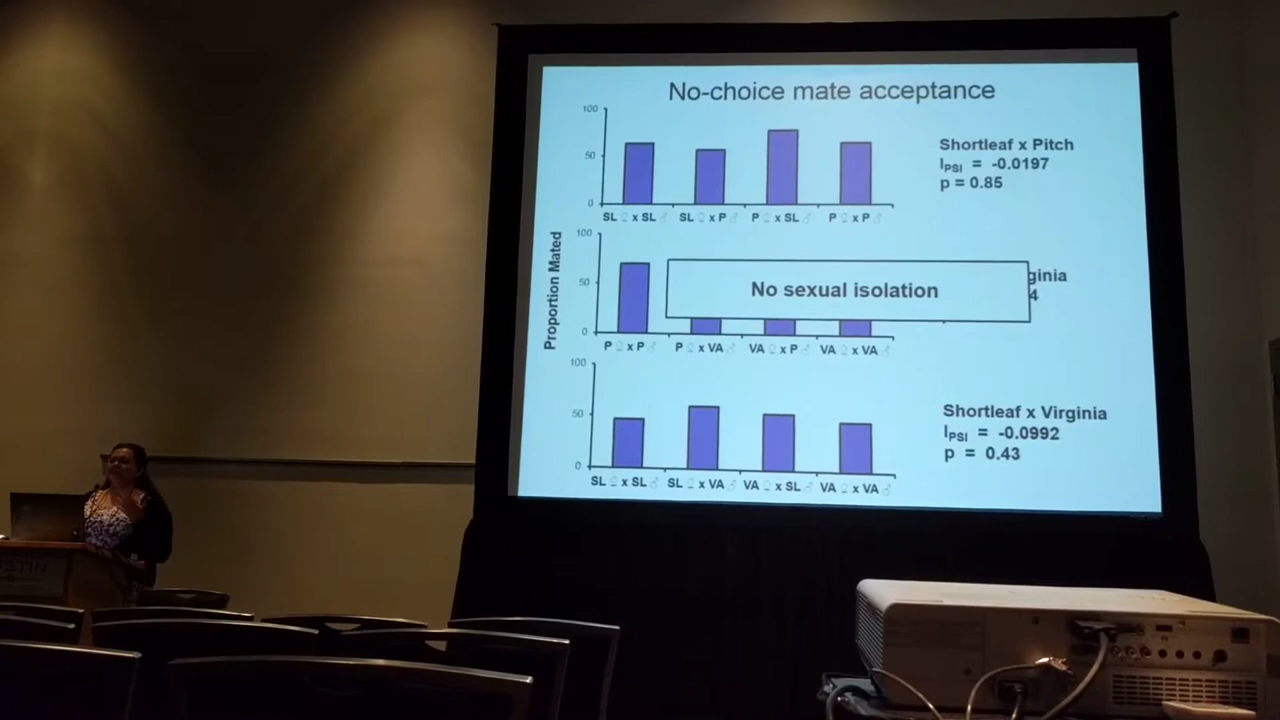 No-choice mate acceptance
Proportion Mated
100
50
0
SL ♀ x SL ♂
SL ♀ x P ♂
P ♀ x SL ♂
P ♀ x P ♂
Shortleaf x Pitch
IPSI = -0.0197
p = 0.85
100
50
0
P ♀ x P ♂
P ♀ x VA ♂
VA ♀ x P ♂
VA ♀ x VA ♂
No sexual isolation
ginia
4
100
50
0
SL ♀ x SL ♂
SL ♀ x VA ♂
VA ♀ x SL ♂
VA ♀ x VA ♂
Shortleaf x Virginia
IPSI = -0.0992
p = 0.43
STIN